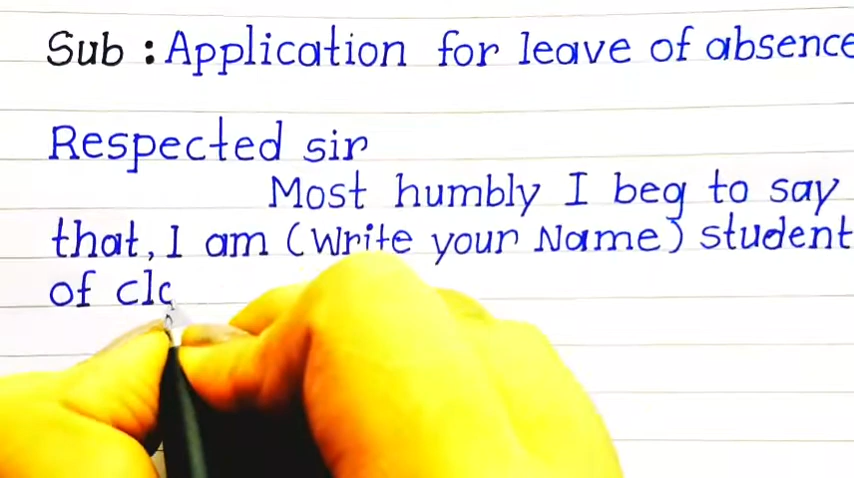 Sub : Application for leave of absence
Respected sir
Most humbly I beg to say
that, I am (Write your Name) student
of cla